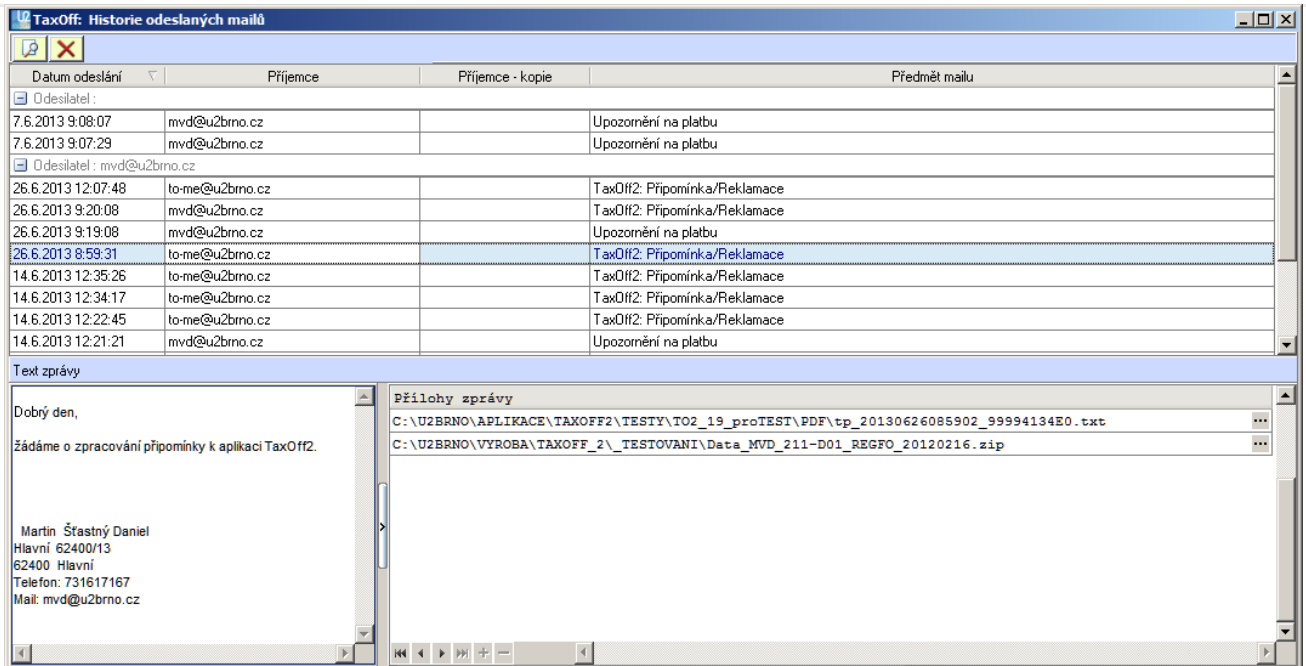 TaxOff: Historie odeslaných mailů
Datum odeslání Příjemce Příjemce - kopie Předmět mailu
Odesilatel :
7.6.2013 9:08:07 mvd@u2brno.cz Upozornění na platbu
7.6.2013 9:07:29 mvd@u2brno.cz Upozornění na platbu
Odesilatel : mvd@u2brno.cz
26.6.2013 12:07:48 to-me@u2brno.cz TaxOff2: Připomínka/Reklamace
26.6.2013 9:20:08 mvd@u2brno.cz TaxOff2: Připomínka/Reklamace
26.6.2013 9:19:08 mvd@u2brno.cz Upozornění na platbu
26.6.2013 8:59:31 to-me@u2brno.cz TaxOff2: Připomínka/Reklamace
14.6.2013 12:35:26 to-me@u2brno.cz TaxOff2: Připomínka/Reklamace
14.6.2013 12:34:17 to-me@u2brno.cz TaxOff2: Připomínka/Reklamace
14.6.2013 12:22:45 to-me@u2brno.cz TaxOff2: Připomínka/Reklamace
14.6.2013 12:21:21 mvd@u2brno.cz Upozornění na platbu
Text zprávy
Dobrý den,
žádáme o zpracování připomínky k aplikaci TaxOff2.
Martin Šťastný Daniel
Hlavní 62400/13
62400 Hlavní
Telefon: 731617167
Mail: mvd@u2brno.cz
Přílohy zprávy
C:\U2BRNO\APLIKACE\TAXOFF2\TESTY\TO2_19_proTEST\PDF\tp_20130626085902_99994134E0.txt
C:\U2BRNO\VYROBA\TAXOFF_2\_TESTOVANI\Data_MVD_211-D01_REGFO_20120216.zip